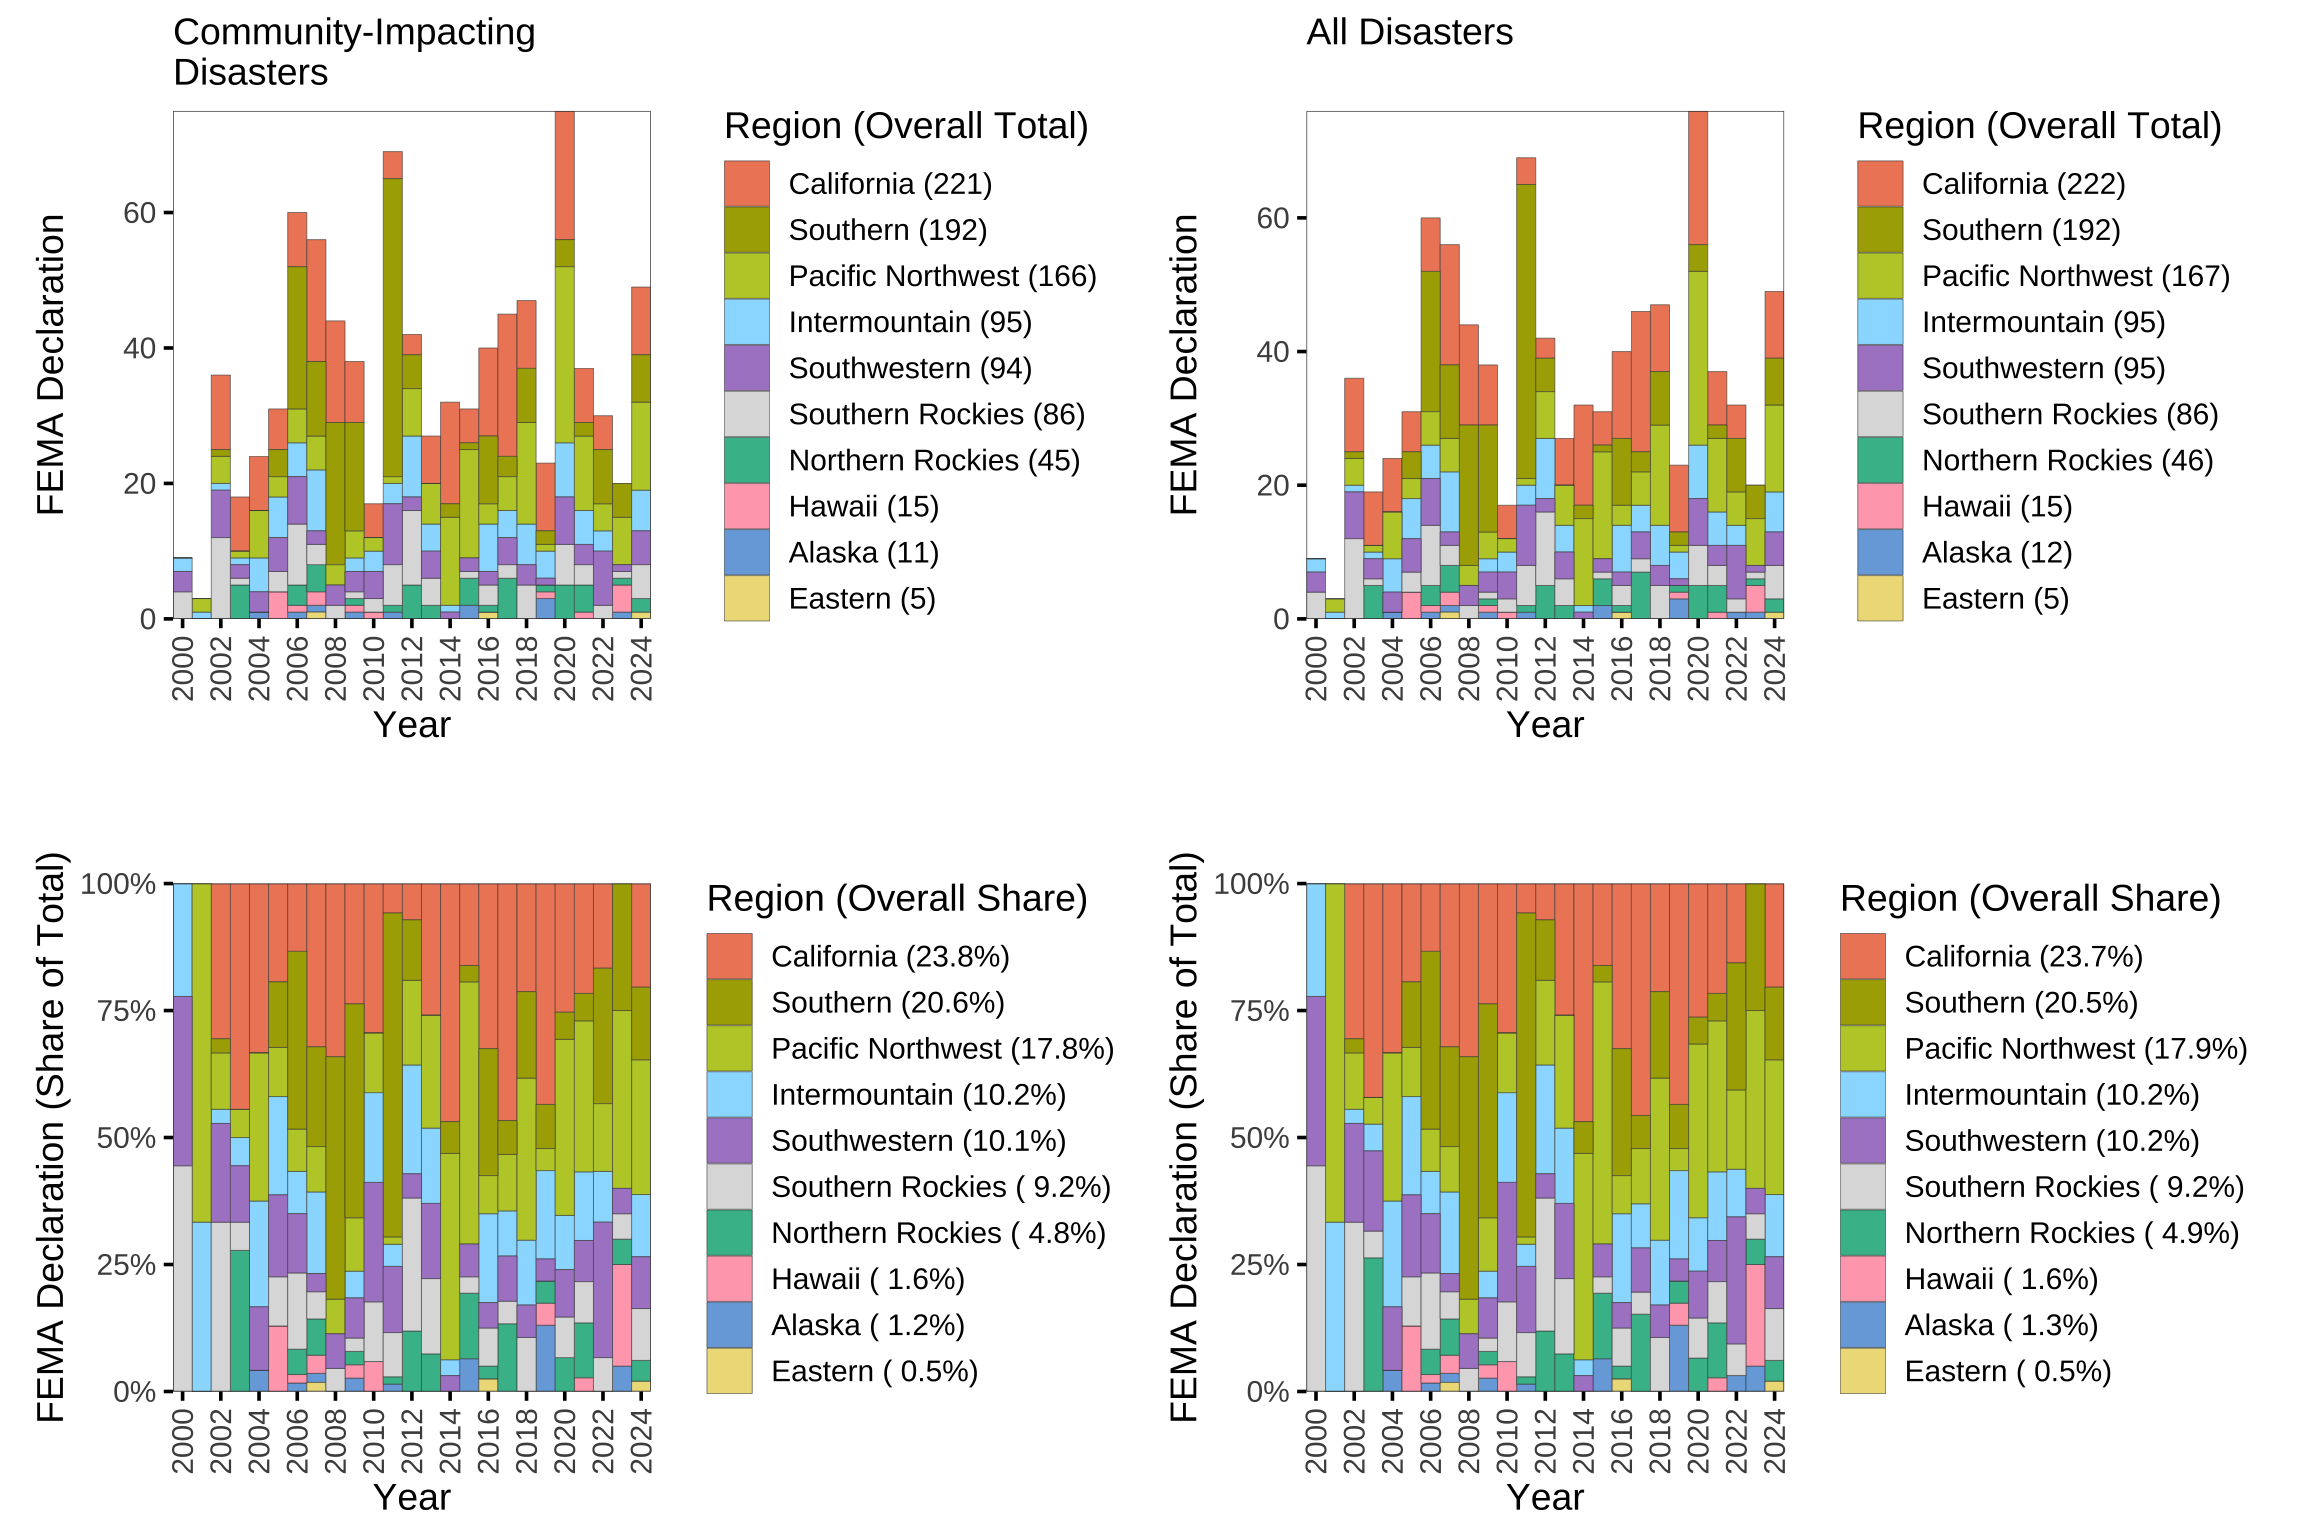 Community-Impacting
Disasters
FEMA Declaration
60
40
20
0
2000 2002 2004 2006 2008 2010 2012 2014 2016 2018 2020 2022 2024
Year
Region (Overall Total)
California (221)
Southern (192)
Pacific Northwest (166)
Intermountain (95)
Southwestern (94)
Southern Rockies (86)
Northern Rockies (45)
Hawaii (15)
Alaska (11)
Eastern (5)
All Disasters
FEMA Declaration
60
40
20
0
2000 2002 2004 2006 2008 2010 2012 2014 2016 2018 2020 2022 2024
Year
Region (Overall Total)
California (222)
Southern (192)
Pacific Northwest (167)
Intermountain (95)
Southwestern (95)
Southern Rockies (86)
Northern Rockies (46)
Hawaii (15)
Alaska (12)
Eastern (5)
FEMA Declaration (Share of Total)
100%
75%
50%
25%
0%
2000 2002 2004 2006 2008 2010 2012 2014 2016 2018 2020 2022 2024
Year
Region (Overall Share)
California (23.8%)
Southern (20.6%)
Pacific Northwest (17.8%)
Intermountain (10.2%)
Southwestern (10.1%)
Southern Rockies ( 9.2%)
Northern Rockies ( 4.8%)
Hawaii ( 1.6%)
Alaska ( 1.2%)
Eastern ( 0.5%)
FEMA Declaration (Share of Total)
100%
75%
50%
25%
0%
2000 2002 2004 2006 2008 2010 2012 2014 2016 2018 2020 2022 2024
Year
Region (Overall Share)
California (23.7%)
Southern (20.5%)
Pacific Northwest (17.9%)
Intermountain (10.2%)
Southwestern (10.2%)
Southern Rockies ( 9.2%)
Northern Rockies ( 4.9%)
Hawaii ( 1.6%)
Alaska ( 1.3%)
Eastern ( 0.5%)